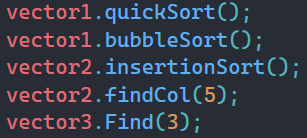 vector1.quickSort();
vector1.bubbleSort();
vector2.insertionSort();
vector2.findCol(5);
vector3.Find(3);